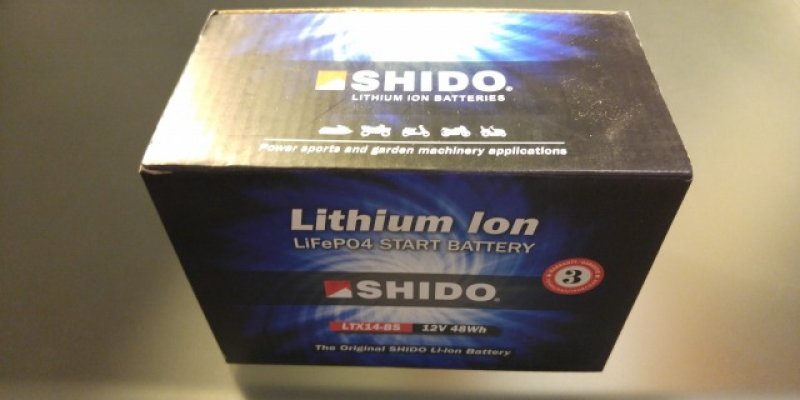 SHIDO®
LITHIUM ION BATTERIES
Power sports and garden machinery applications
Lithium Ion
LiFePO4 START BATTERY
3
SHIDO®
LTX14-BS 12V 48Wh
The Original SHIDO Li-Ion Battery